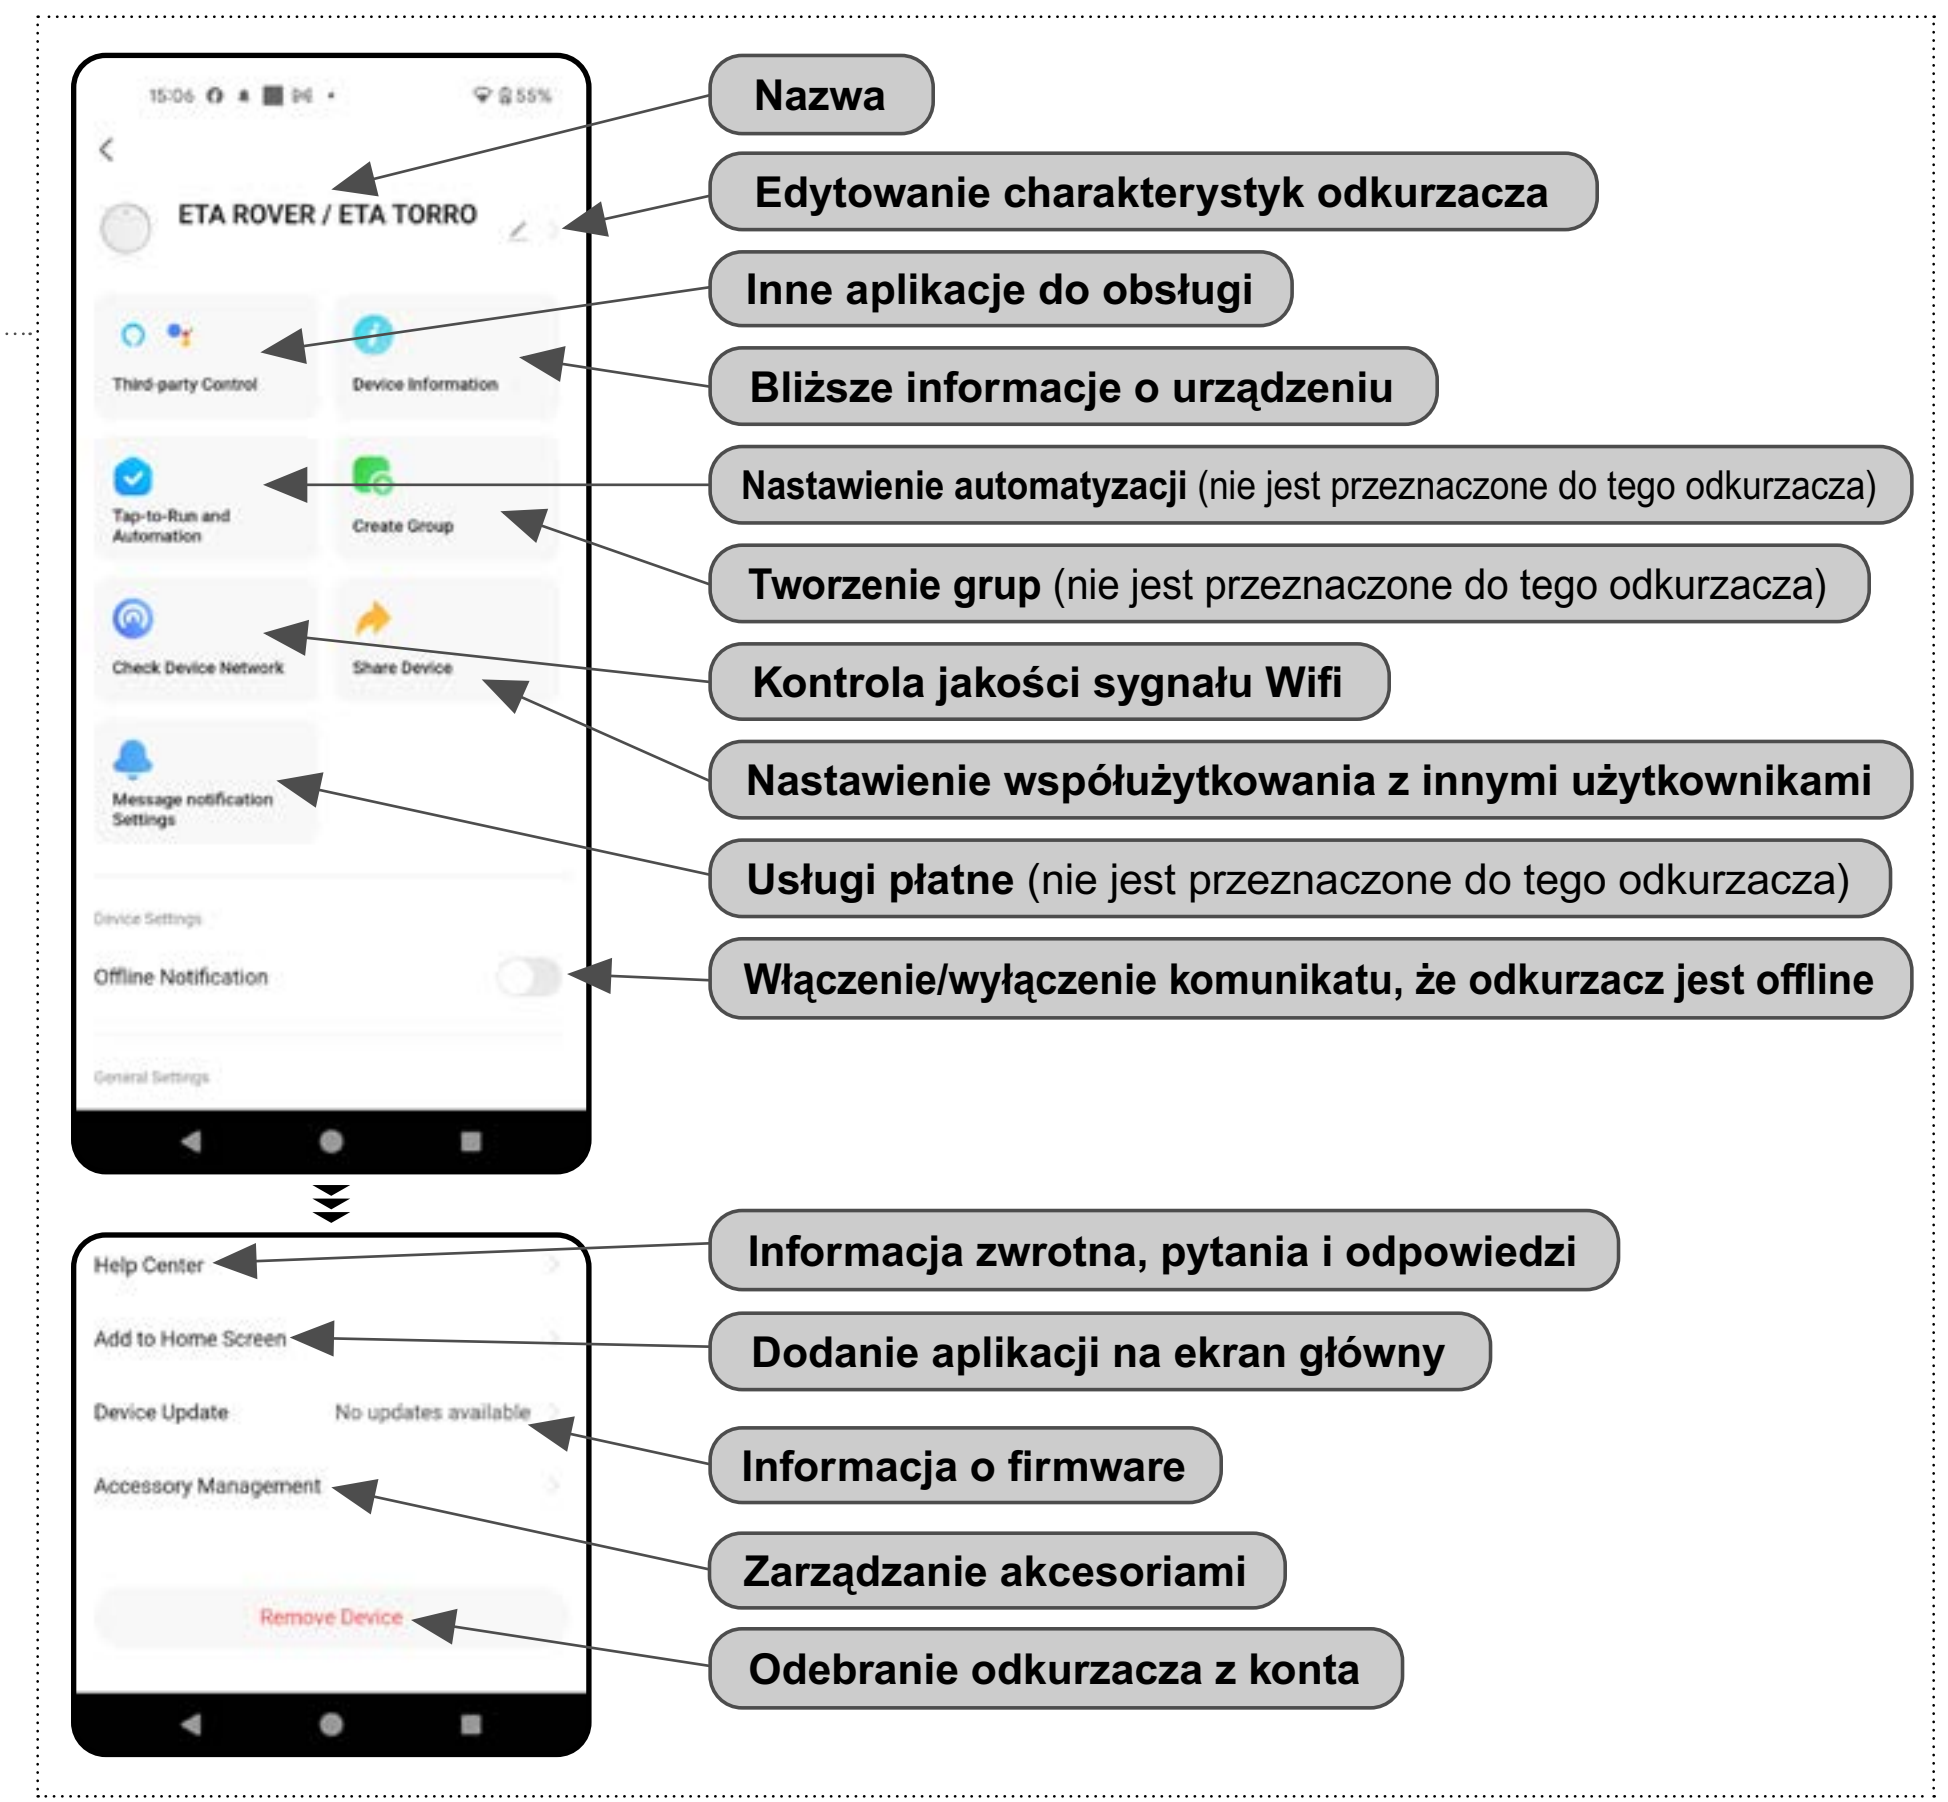 15:06
55%
Nazwa
ETA ROVER / ETA TORRO
Edytowanie charakterystyk odkurzacza
Inne aplikacje do obsługi
Third-party Control
Device Information
Bliższe informacje o urządzeniu
Tap-to-Run and
Automation
Create Group
Nastawienie automatyzacji (nie jest przeznaczone do tego odkurzacza)
Tworzenie grup (nie jest przeznaczone do tego odkurzacza)
Check Device Network
Share Device
Kontrola jakości sygnału Wifi
Nastawienie współużytkowania z innymi użytkownikami
Message notification
Settings
Usługi płatne (nie jest przeznaczone do tego odkurzacza)
Device Settings
Offline Notification
Włączenie/wyłączenie komunikatu, że odkurzacz jest offline
General Settings
Help Center
Informacja zwrotna, pytania i odpowiedzi
Add to Home Screen
Dodanie aplikacji na ekran główny
Device Update
No updates available
Informacja o firmware
Accessory Management
Zarządzanie akcesoriami
Remove Device
Odebranie odkurzacza z konta